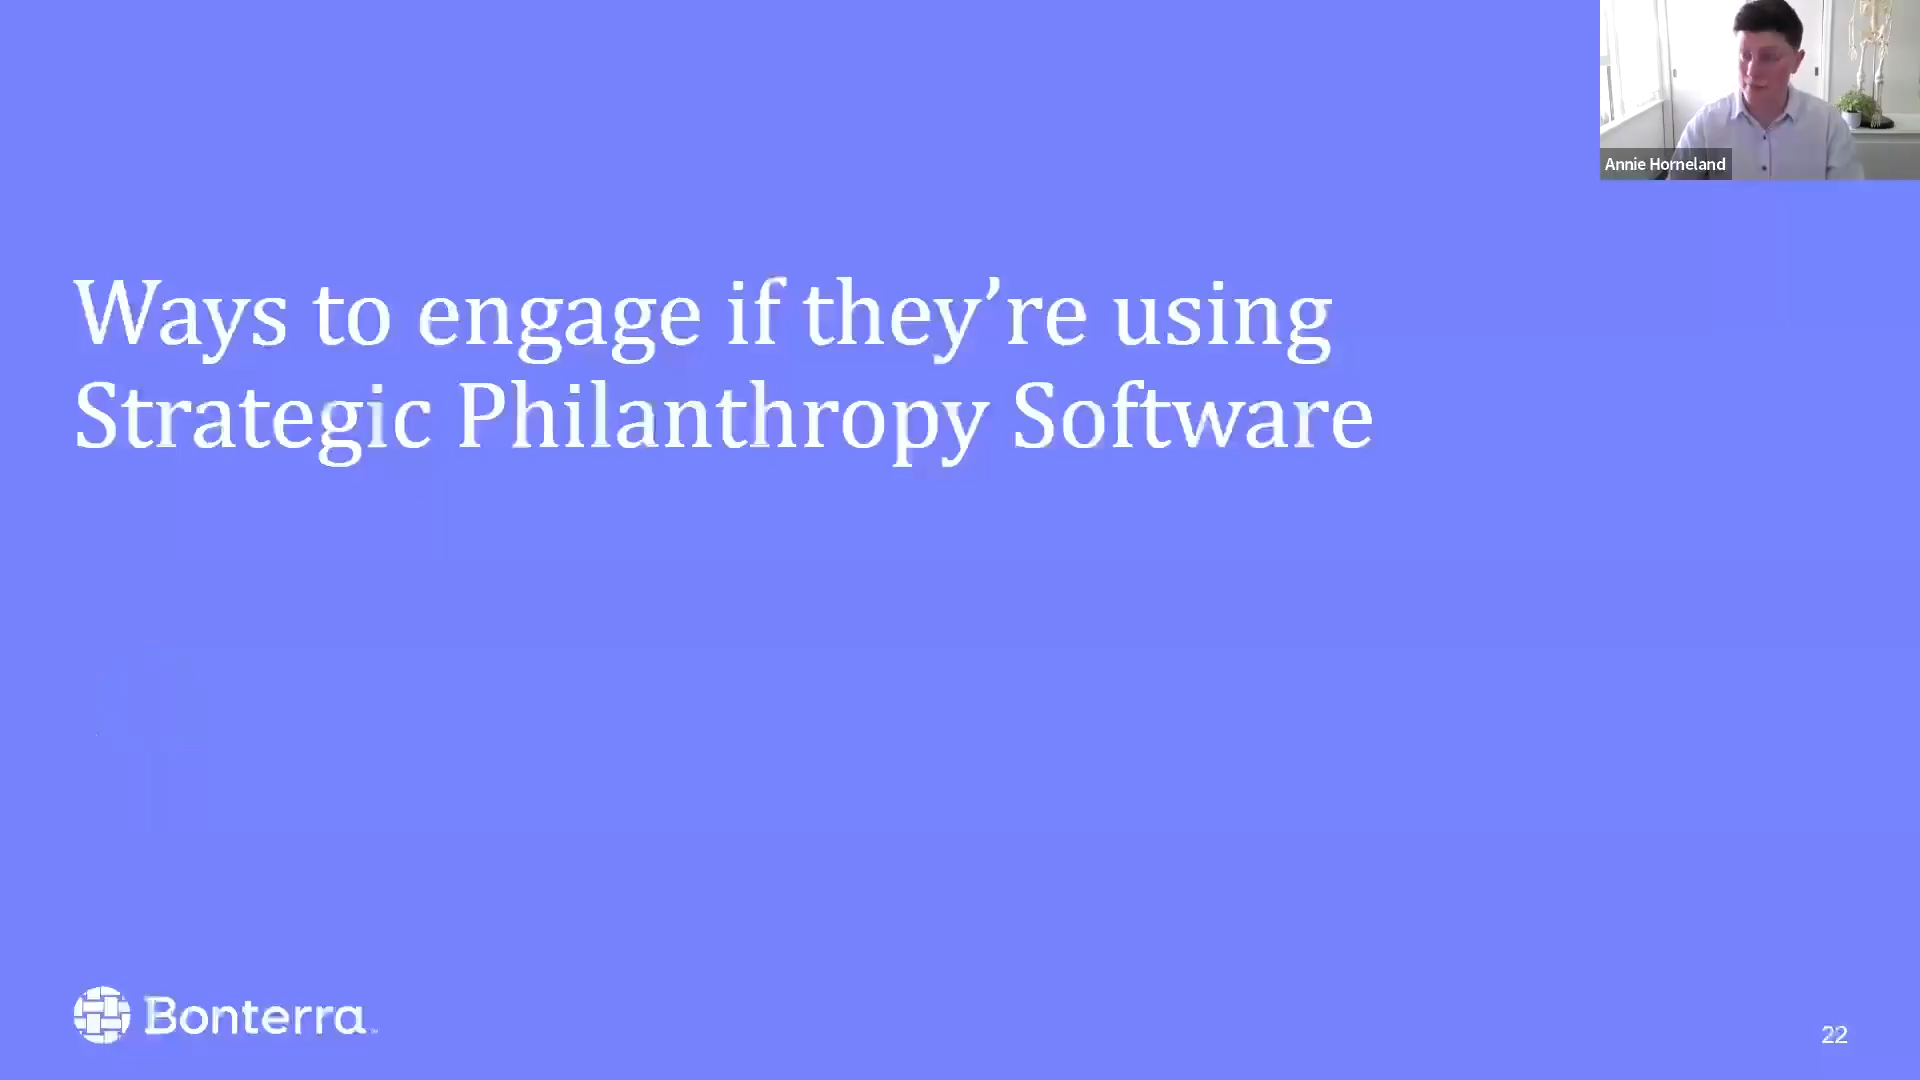 Annie Horneland
Ways to engage if they’re using
Strategic Philanthropy Software
Bonterra
22